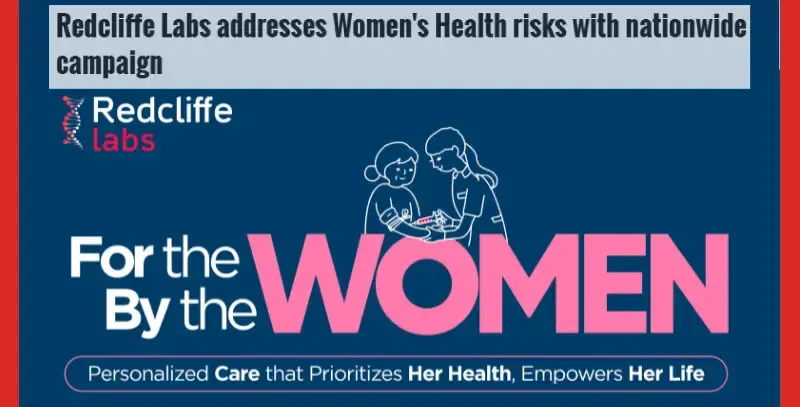 Redcliffe Labs addresses Women's Health risks with nationwide
campaign
Redcliffe
labs
For the
By the WOMEN
Personalized Care that Prioritizes Her Health, Empowers Her Life